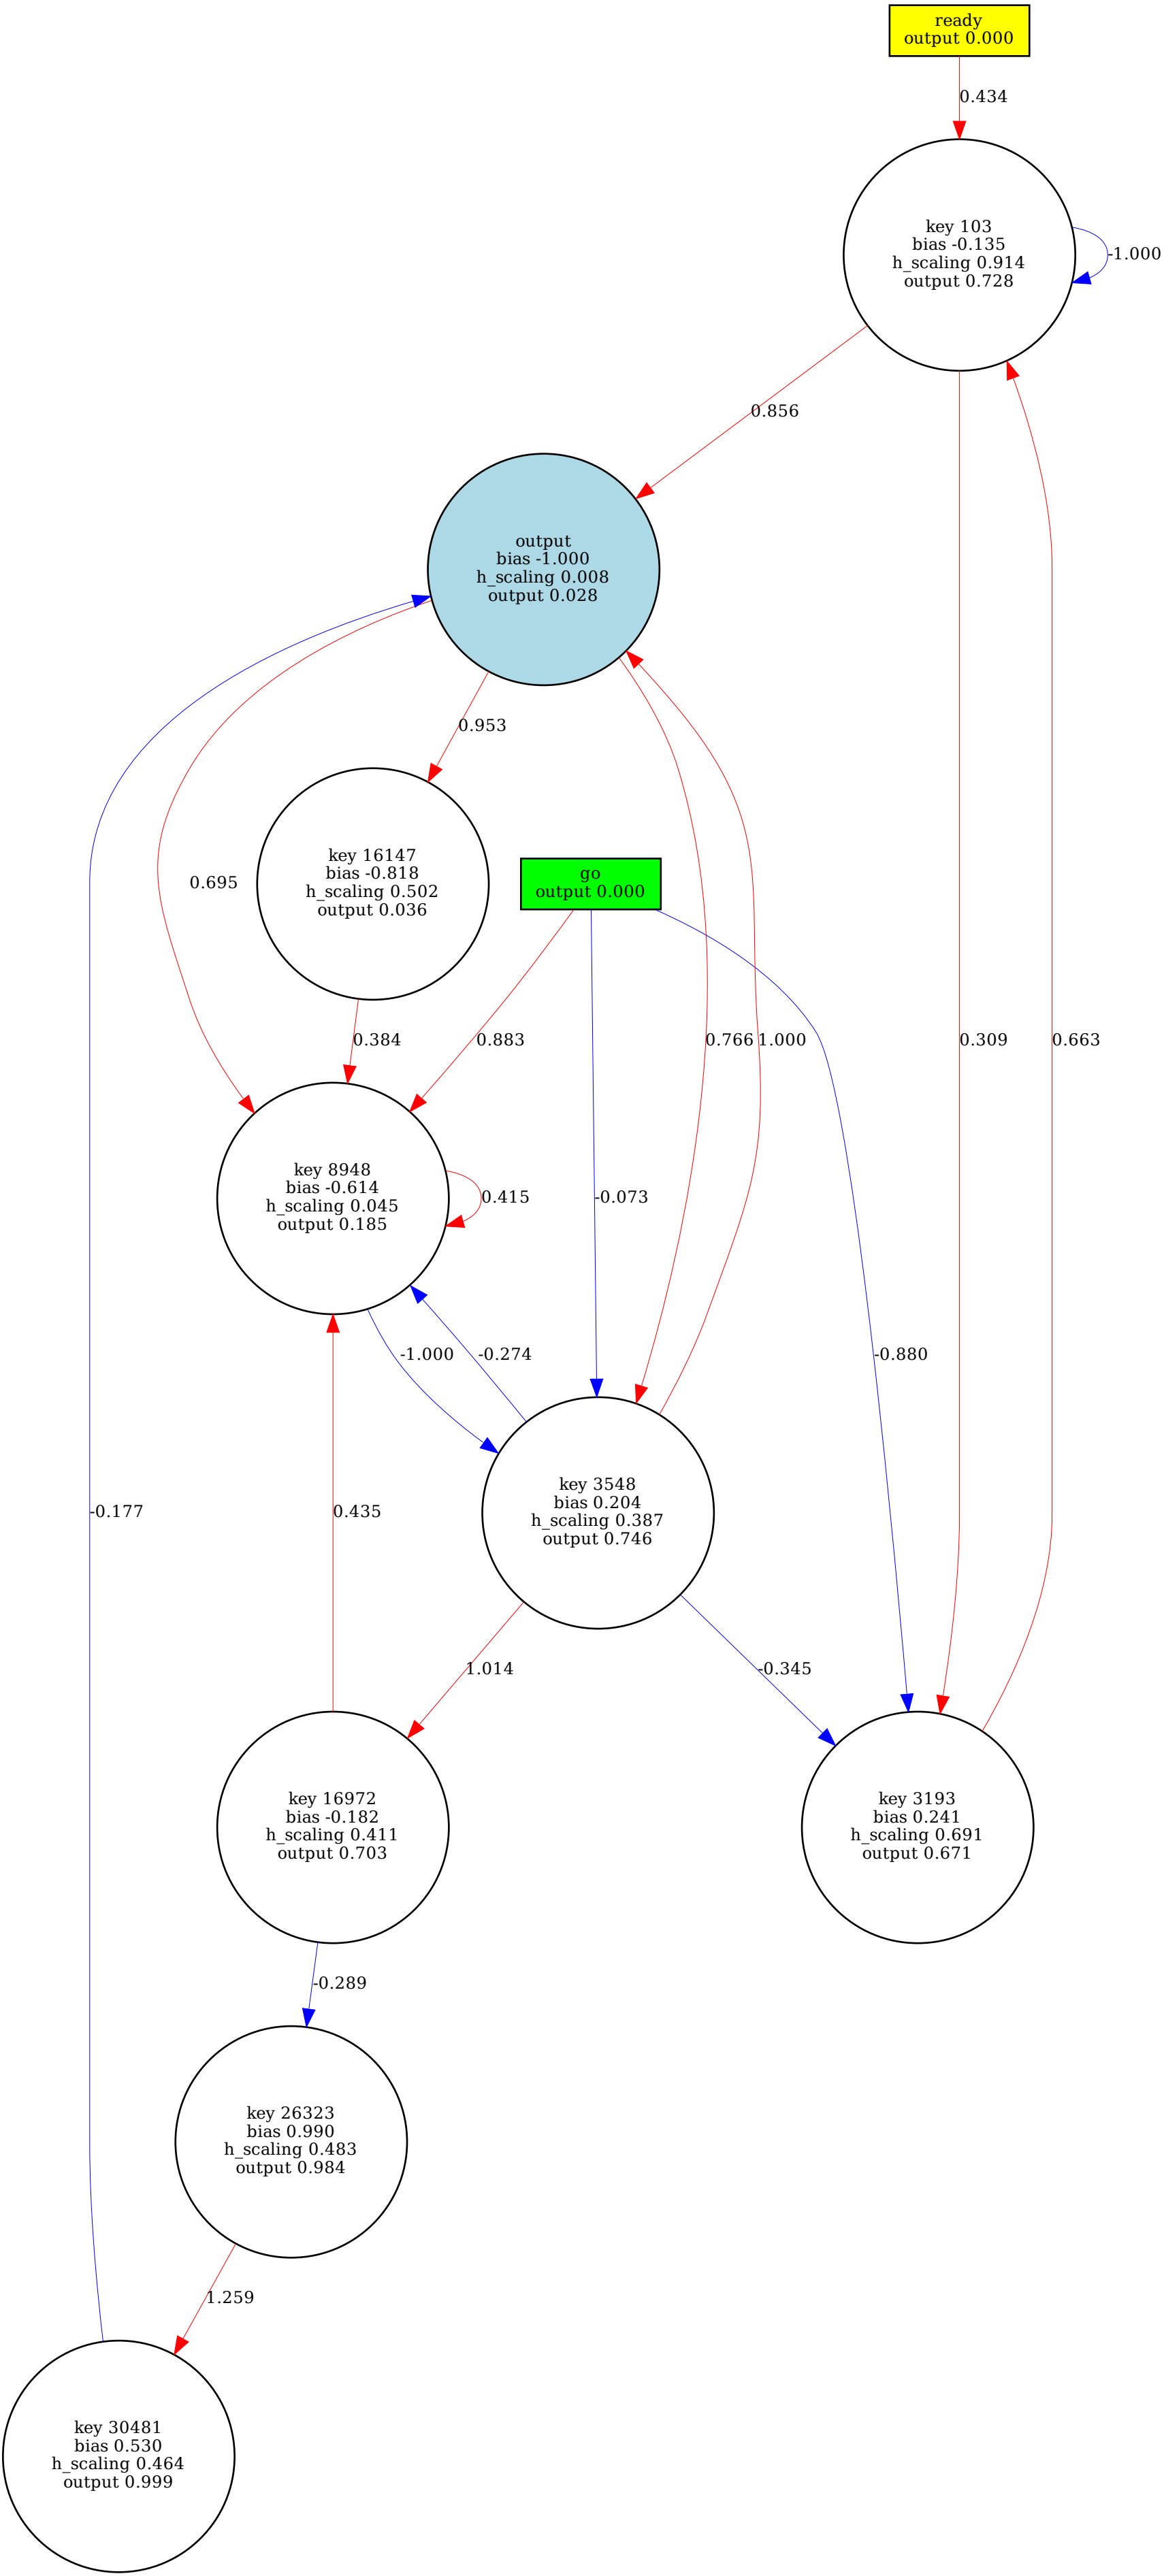 ready
output 0.000
0.434
key 103
bias -0.135
h_scaling 0.914
output 0.728
-1.000
0.856
output
bias -1.000
h_scaling 0.008
output 0.028
0.953
key 16147
bias -0.818
h_scaling 0.502
output 0.036
go
output 0.000
0.695
0.384
0.883
0.766
1.000
0.309
0.663
key 8948
bias -0.614
h_scaling 0.045
output 0.185
0.415
-0.073
-1.000
-0.274
-0.880
key 3548
bias 0.204
h_scaling 0.387
output 0.746
-0.177
0.435
1.014
-0.345
key 16972
bias -0.182
h_scaling 0.411
output 0.703
key 3193
bias 0.241
h_scaling 0.691
output 0.671
-0.289
key 26323
bias 0.990
h_scaling 0.483
output 0.984
1.259
key 30481
bias 0.530
h_scaling 0.464
output 0.999